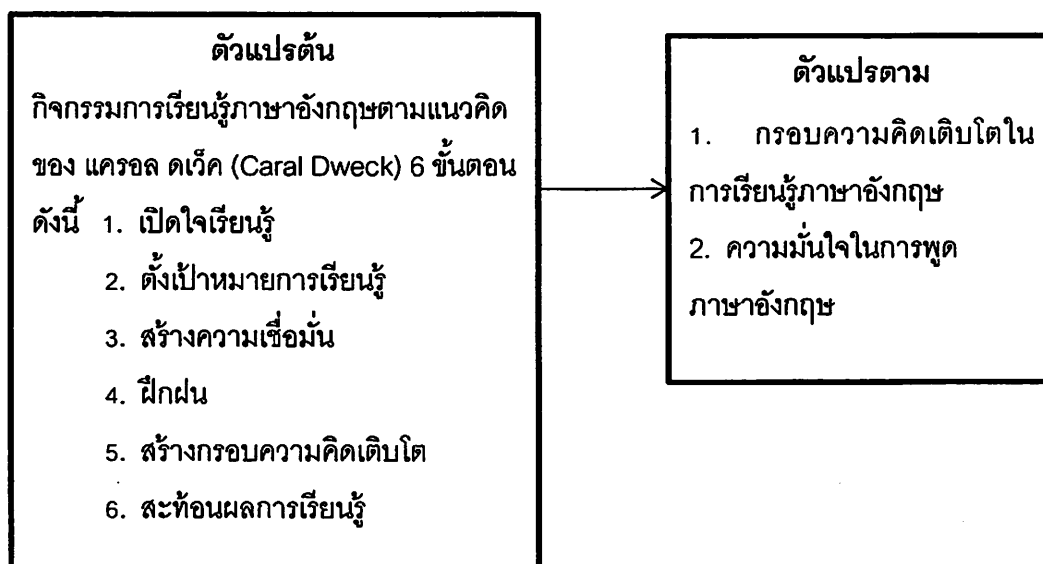 ตัวแปรต้น
กิจกรรมการเรียนรู้ภาษาอังกฤษตามแนวคิด
ของ แครอล ดเว็ค (Caral Dweck) 6 ขั้นตอน
ดังนี้ 1. เปิดใจเรียนรู้
2. ตั้งเป้าหมายการเรียนรู้
3. สร้างความเชื่อมั่น
4. ฝึกฝน
5. สร้างกรอบความคิดเติบโต
6. สะท้อนผลการเรียนรู้
ตัวแปรตาม
1. กรอบความคิดเติบโตใน
การเรียนรู้ภาษาอังกฤษ
2. ความมั่นใจในการพูด
ภาษาอังกฤษ